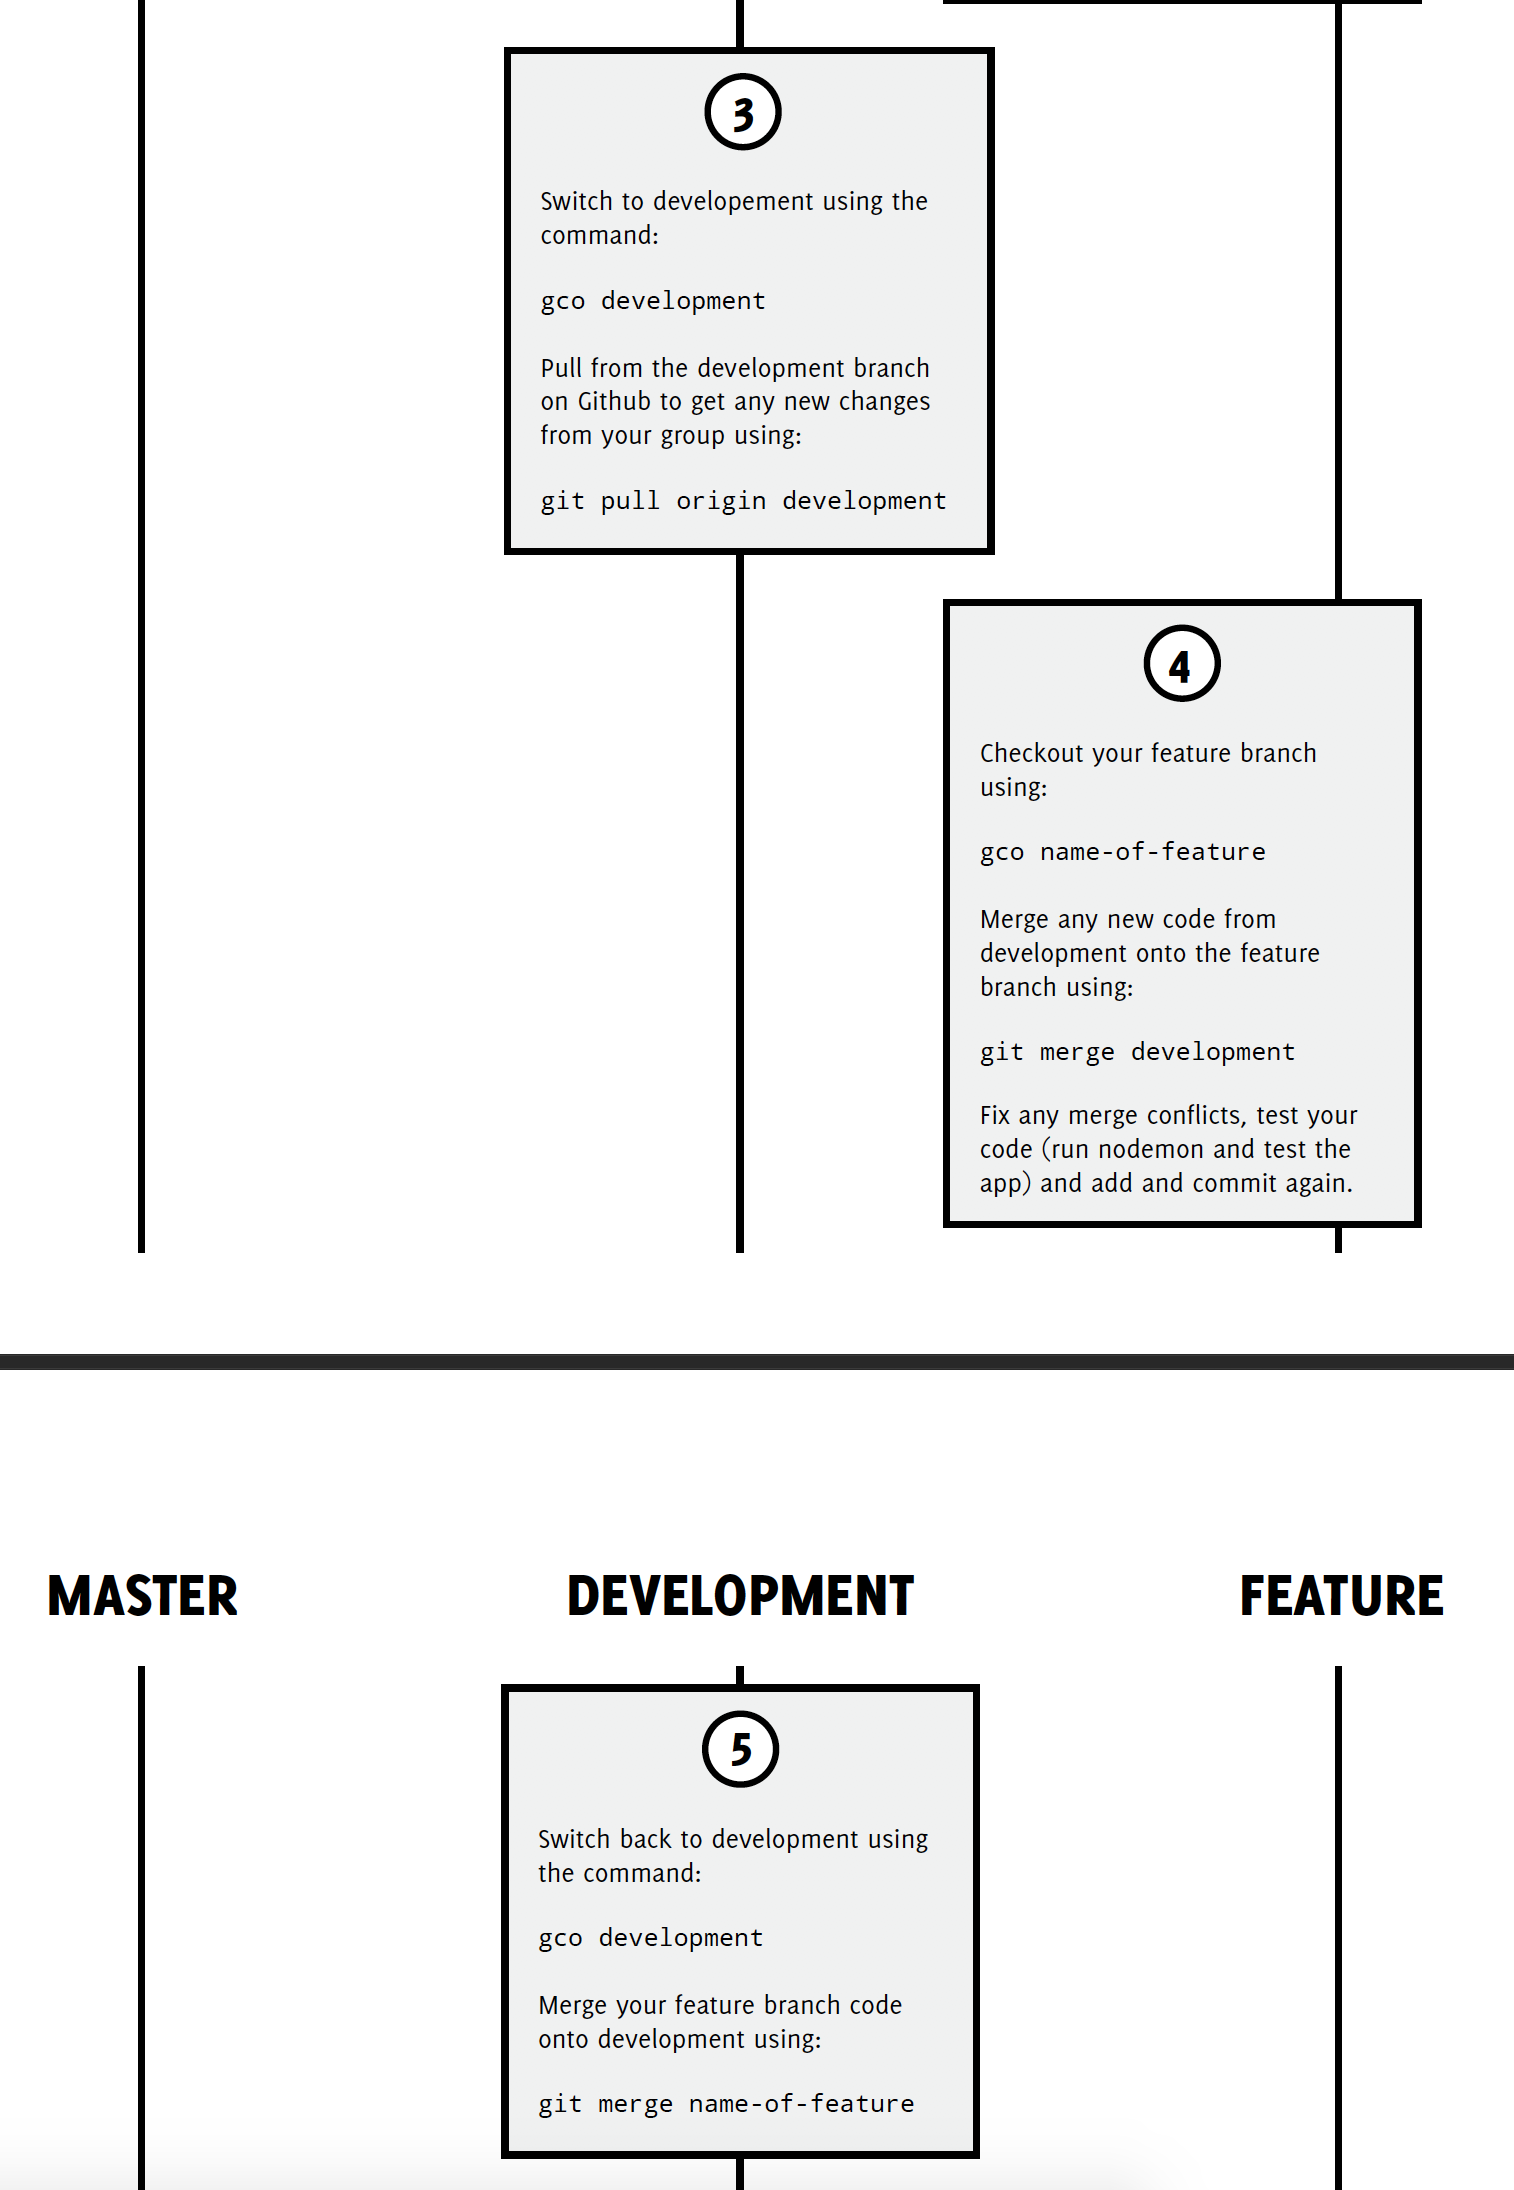 3
Switch to developement using the
command:
gco development
Pull from the development branch
on Github to get any new changes
from your group using:
git pull origin development
4
Checkout your feature branch
using:
gco name-of-feature
Merge any new code from
development onto the feature
branch using:
git merge development
Fix any merge conflicts, test your
code (run nodemon and test the
app) and add and commit again.
MASTER
DEVELOPMENT
FEATURE
5
Switch back to development using
the command:
gco development
Merge your feature branch code
onto development using:
git merge name-of-feature